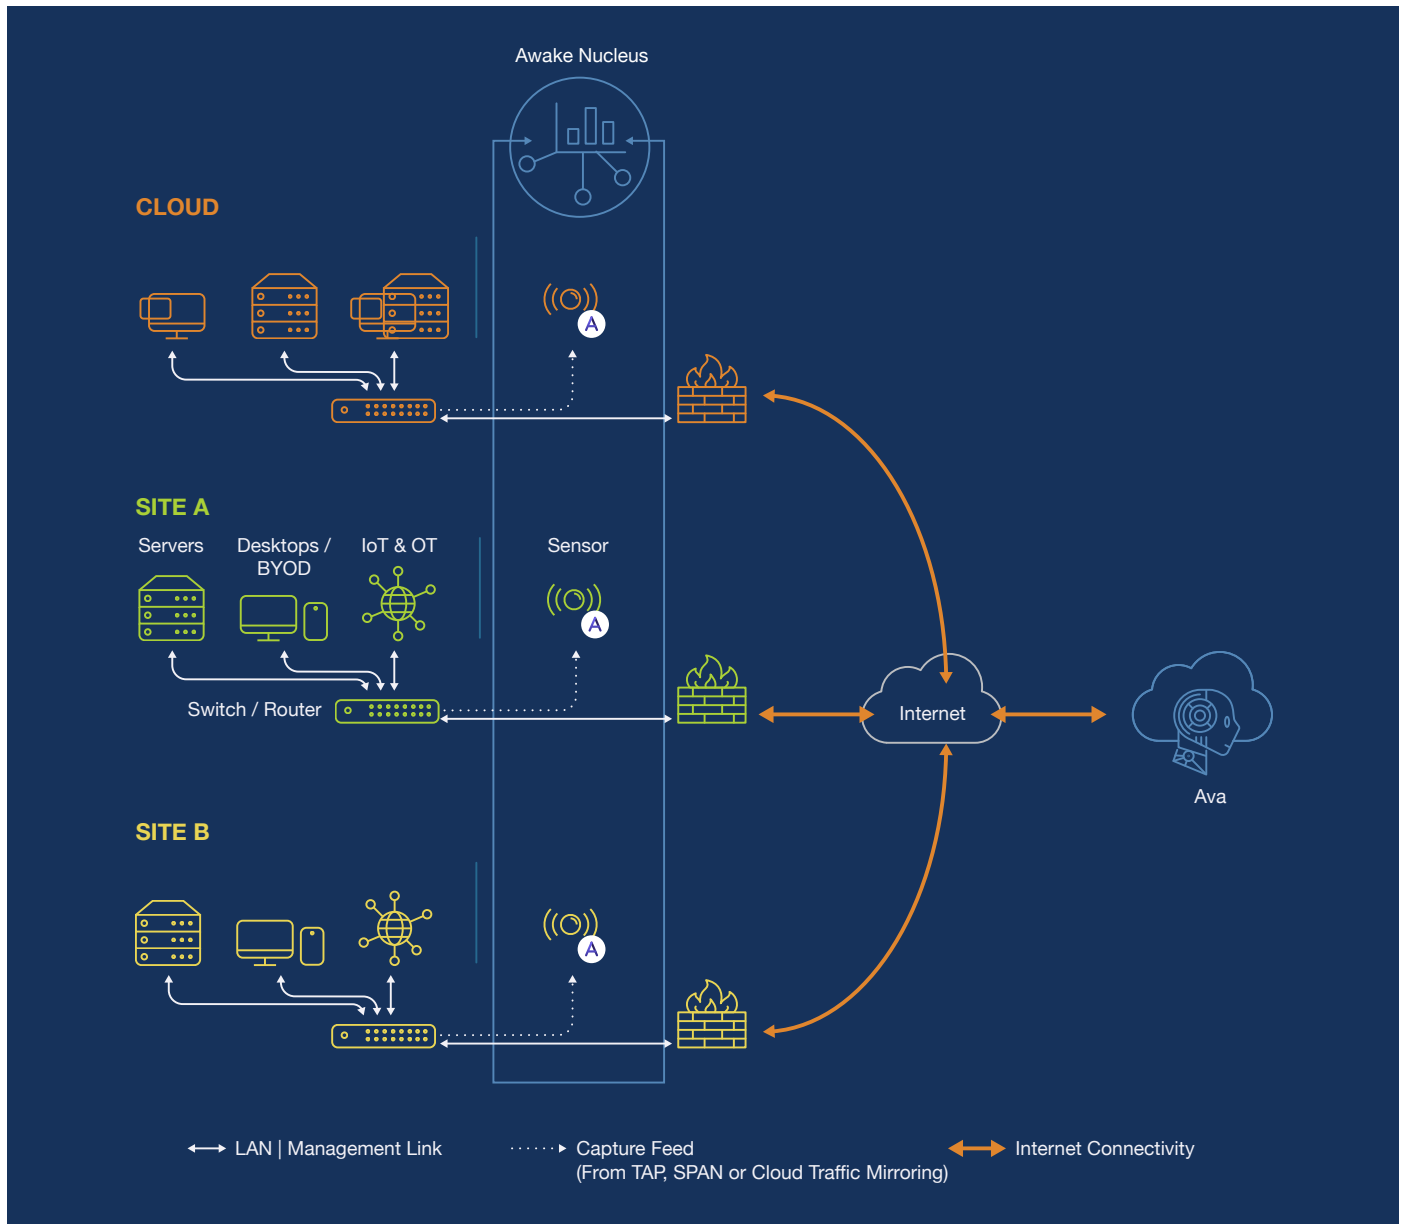 Awake Nucleus
CLOUD
A
SITE A
Servers
Desktops /
BYOD
IoT & OT
Sensor
A
Switch / Router
Internet
Ava
SITE B
A
LAN | Management Link
Capture Feed
(From TAP, SPAN or Cloud Traffic Mirroring)
Internet Connectivity